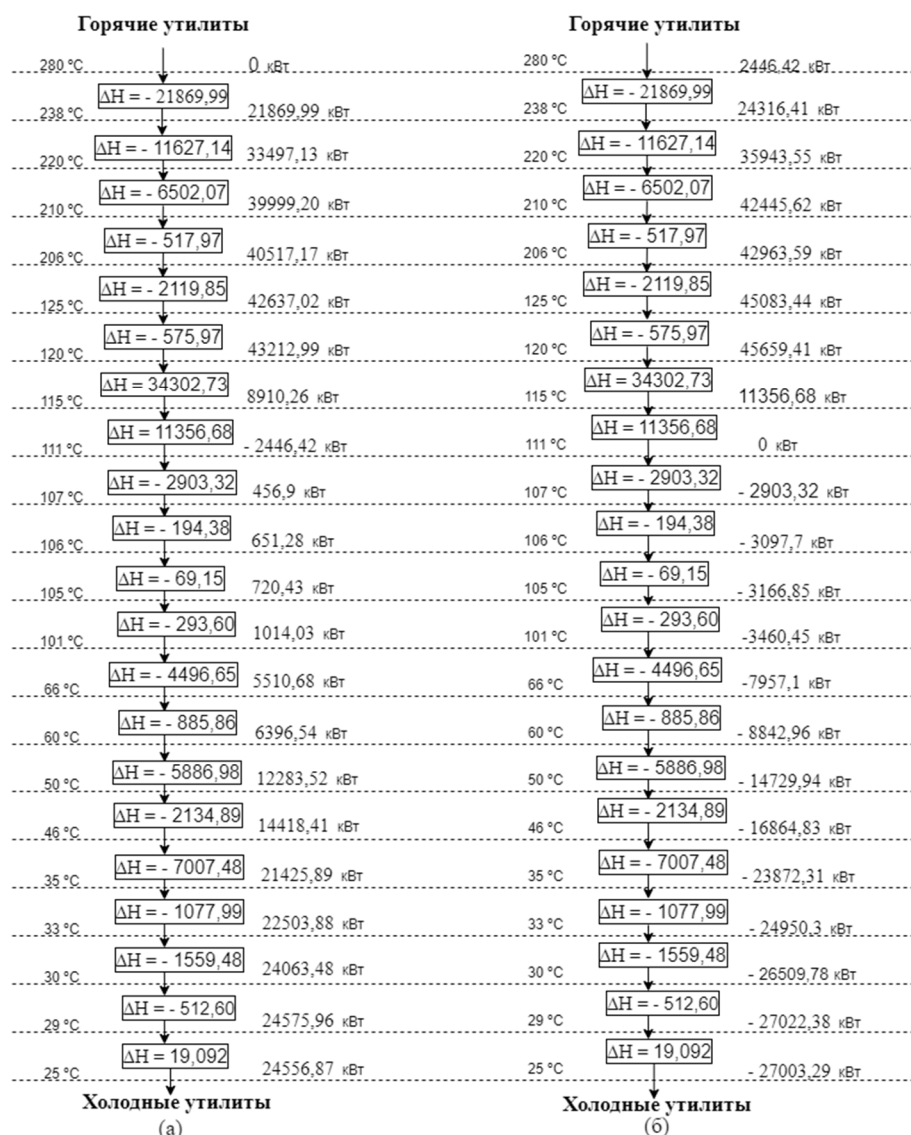 Горячие утилиты
280 °C
0 кВт
ΔH = - 21869,99
238 °C
21869,99 кВт
ΔH = - 11627,14
220 °C
33497,13 кВт
ΔH = - 6502,07
210 °C
39999,20 кВт
ΔH = - 517,97
206 °C
40517,17 кВт
ΔH = - 2119,85
125 °C
42637,02 кВт
ΔH = - 575,97
120 °C
43212,99 кВт
ΔH = 34302,73
115 °C
8910,26 кВт
ΔH = 11356,68
111 °C
- 2446,42 кВт
ΔH = - 2903,32
107 °C
456,9 кВт
ΔH = - 194,38
106 °C
651,28 кВт
ΔH = - 69,15
105 °C
720,43 кВт
ΔH = - 293,60
101 °C
1014,03 кВт
ΔH = - 4496,65
66 °C
5510,68 кВт
ΔH = - 885,86
60 °C
6396,54 кВт
ΔH = - 5886,98
50 °C
12283,52 кВт
ΔH = - 2134,89
46 °C
14418,41 кВт
ΔH = - 7007,48
35 °C
21425,89 кВт
ΔH = - 1077,99
33 °C
22503,88 кВт
ΔH = - 1559,48
30 °C
24063,48 кВт
ΔH = - 512,60
29 °C
24575,96 кВт
ΔH = 19,092
25 °C
24556,87 кВт
Холодные утилиты
(а)
Горячие утилиты
280 °C
2446,42 кВт
ΔH = - 21869,99
238 °C
24316,41 кВт
ΔH = - 11627,14
220 °C
35943,55 кВт
ΔH = - 6502,07
210 °C
42445,62 кВт
ΔH = - 517,97
206 °C
42963,59 кВт
ΔH = - 2119,85
125 °C
45083,44 кВт
ΔH = - 575,97
120 °C
45659,41 кВт
ΔH = 34302,73
115 °C
11356,68 кВт
ΔH = 11356,68
111 °C
0 кВт
ΔH = - 2903,32
107 °C
- 2903,32 кВт
ΔH = - 194,38
106 °C
- 3097,7 кВт
ΔH = - 69,15
105 °C
- 3166,85 кВт
ΔH = - 293,60
101 °C
-3460,45 кВт
ΔH = - 4496,65
66 °C
-7957,1 кВт
ΔH = - 885,86
60 °C
- 8842,96 кВт
ΔH = - 5886,98
50 °C
- 14729,94 кВт
ΔH = - 2134,89
46 °C
- 16864,83 кВт
ΔH = - 7007,48
35 °C
- 23872,31 кВт
ΔH = - 1077,99
33 °C
- 24950,3 кВт
ΔH = - 1559,48
30 °C
- 26509,78 кВт
ΔH = - 512,60
29 °C
- 27022,38 кВт
ΔH = 19,092
25 °C
- 27003,29 кВт
Холодные утилиты
(б)